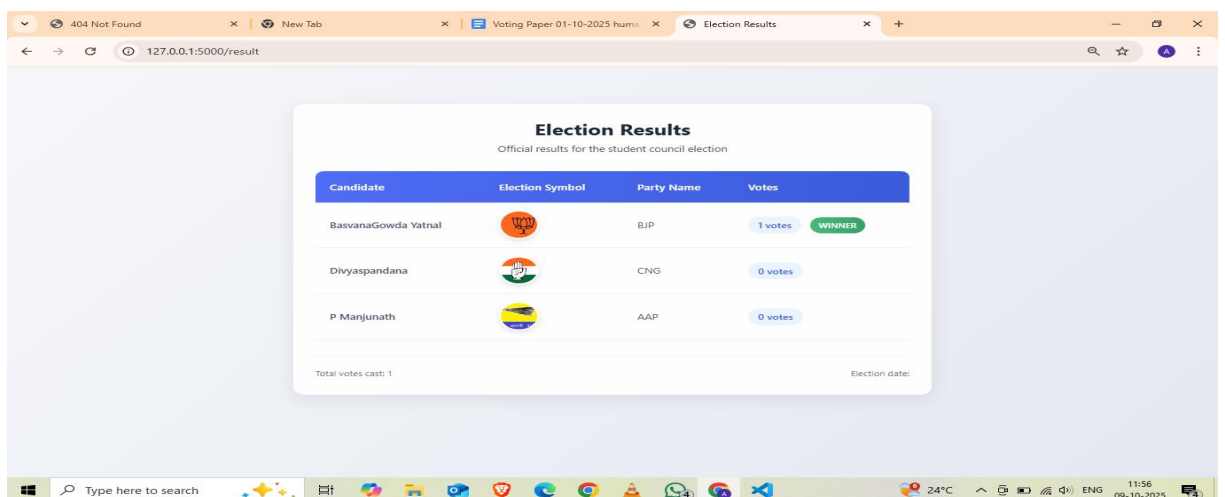 404 Not Found
New Tab
Voting Paper 01-10-2025 huma
Election Results
127.0.0.1:5000/result
A
Election Results
Official results for the student council election
Candidate Election Symbol Party Name Votes
BasvanaGowda Yatnal BJP 1 votes WINNER
Divyaspandana CNG 0 votes
P Manjunath AAP 0 votes
Total votes cast: 1 Election date:
Type here to search 24°C ENG 11:56
09-10-2025